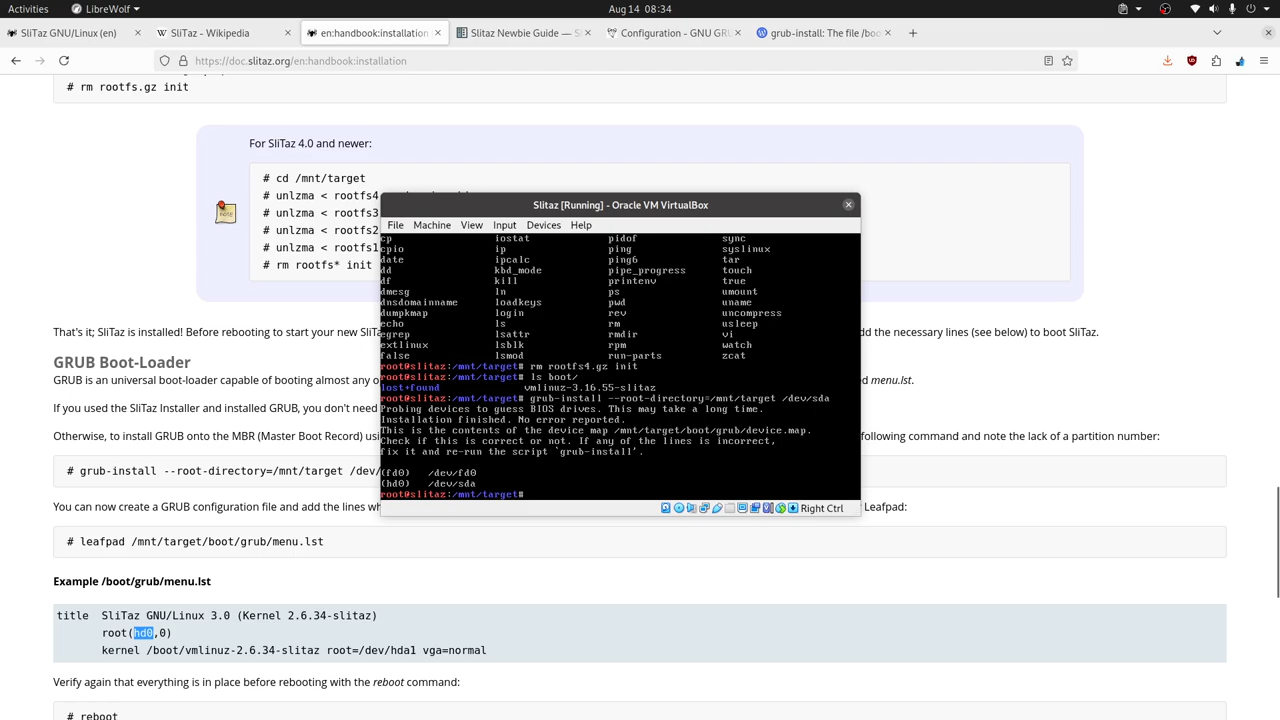 Activities LibreWolf Aug 14 08:34
SliTaz GNU/Linux (en) SliTaz - Wikipedia en:handbook:installation Slitaz Newbie Guide — S Configuration - GNU GR grub-install: The file /bo
https://doc.slitaz.org/en:handbook:installation
# rm rootfs.gz init
For SliTaz 4.0 and newer:
# cd /mnt/target
# unlzma < rootfs4
# unlzma < rootfs3
# unlzma < rootfs2
# unlzma < rootfs1
# rm rootfs* init
That's it; SliTaz is installed! Before rebooting to start your new SliTa
dd the necessary lines (see below) to boot SliTaz.
GRUB Boot-Loader
GRUB is an universal boot-loader capable of booting almost any o
menu.lst.
If you used the SliTaz Installer and installed GRUB, you don't need
Otherwise, to install GRUB onto the MBR (Master Boot Record) us
following command and note the lack of a partition number:
# grub-install --root-directory=/mnt/target /dev/
You can now create a GRUB configuration file and add the lines wh
Leafpad:
# leafpad /mnt/target/boot/grub/menu.lst
Example /boot/grub/menu.lst
title SliTaz GNU/Linux 3.0 (Kernel 2.6.34-slitaz)
root(hd0,0)
kernel /boot/vmlinuz-2.6.34-slitaz root=/dev/hda1 vga=normal
Verify again that everything is in place before rebooting with the reboot command:
# reboot
Slitaz [Running] - Oracle VM VirtualBox
File Machine View Input Devices Help
cp iostat pidof sync
cpio ip ping syslinux
date ipcalc ping6 tar
dd kbd_mode pipe_progress touch
df kill printenv true
dmesg ln ps umount
dnsdomainname loadkeys pwd uname
dumpkmap login rev uncompress
echo ls rm usleep
egrep lsattr rmdir vi
extlinux lsblk rpm watch
false lsmod run-parts zcat
root@slitaz:/mnt/target# rm rootfs4.gz init
root@slitaz:/mnt/target# ls boot/
lost+found vmlinuz-3.16.55-slitaz
root@slitaz:/mnt/target# grub-install --root-directory=/mnt/target /dev/sda
Probing devices to guess BIOS drives. This may take a long time.
Installation finished. No error reported.
This is the contents of the device map /mnt/target/boot/grub/device.map.
Check if this is correct or not. If any of the lines is incorrect,
fix it and re-run the script `grub-install'.
(fd0) /dev/fd0
(hd0) /dev/sda
root@slitaz:/mnt/target#
Right Ctrl